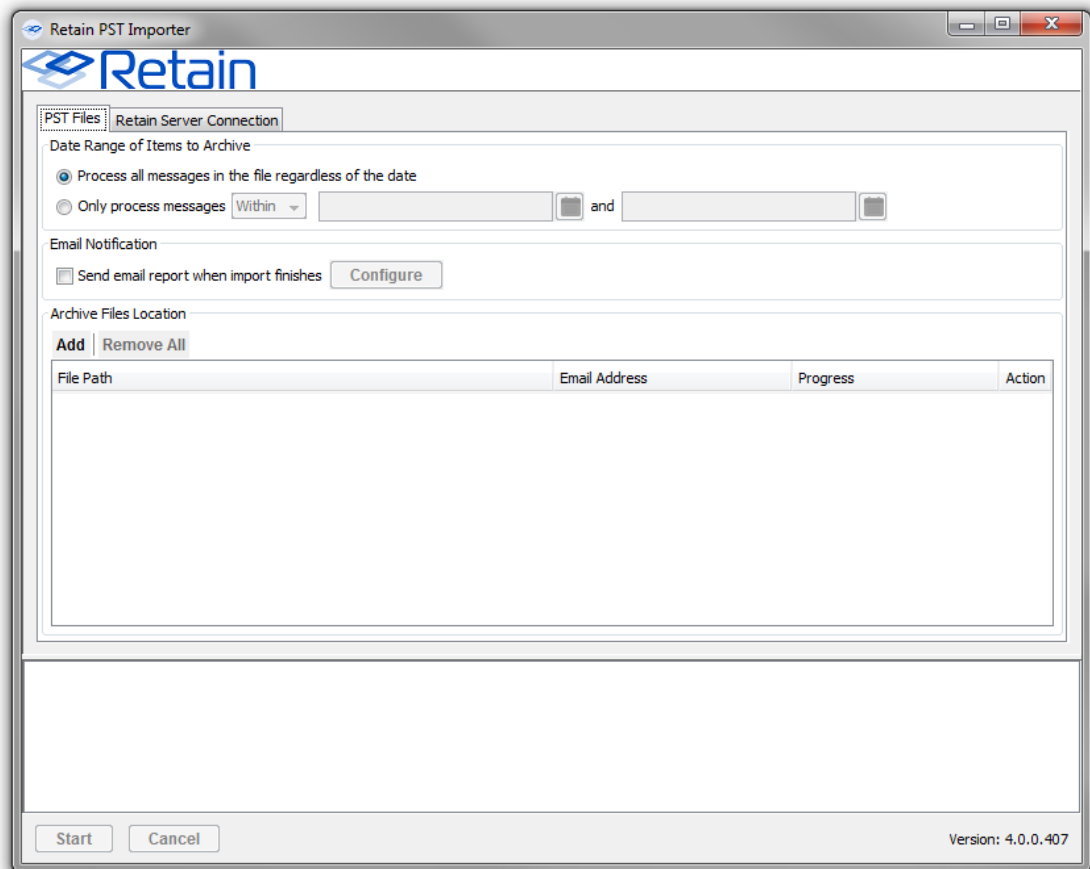 Retain PST Importer
Retain
PST Files Retain Server Connection
Date Range of Items to Archive
Process all messages in the file regardless of the date
Only process messages Within and
Email Notification
Send email report when import finishes Configure
Archive Files Location
Add Remove All
File Path Email Address Progress Action
Start Cancel Version: 4.0.0.407